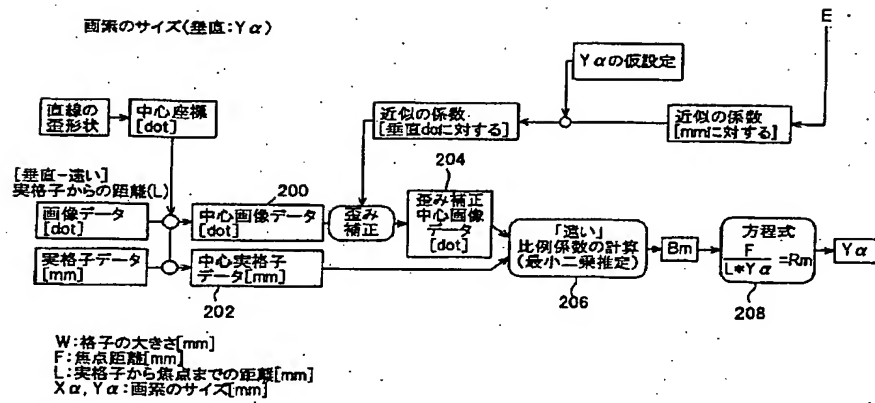 画素のサイズ(垂直:Yα)
E
Yαの仮設定
直線の
歪形状
中心座標
[dot]
近似の係数
[垂直dotに対する]
近似の係数
[mmに対する]
[垂直-遠い]
実格子からの距離(L)
画像データ
[dot]
200
中心画像データ
[dot]
歪み
補正
204
歪み補正
中心画像
データ
[dot]
実格子データ
[mm]
中心実格子
データ[mm]
202
「遠い」
比例係数の計算
(最小二乗推定)
206
Bm
方程式
F
L*Yα
=Rm
208
Yα
W:格子の大きさ[mm]
F:焦点距離[mm]
L:実格子から焦点までの距離[mm]
Xα,Yα:画素のサイズ[mm]